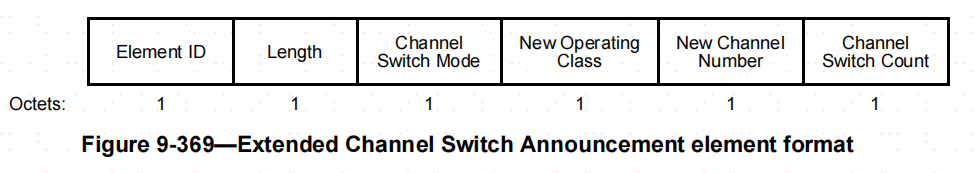 Element ID
Length
Channel
Switch Mode
New Operating
Class
New Channel
Number
Channel
Switch Count
Octets: 1 1 1 1 1 1
Figure 9-369—Extended Channel Switch Announcement element format